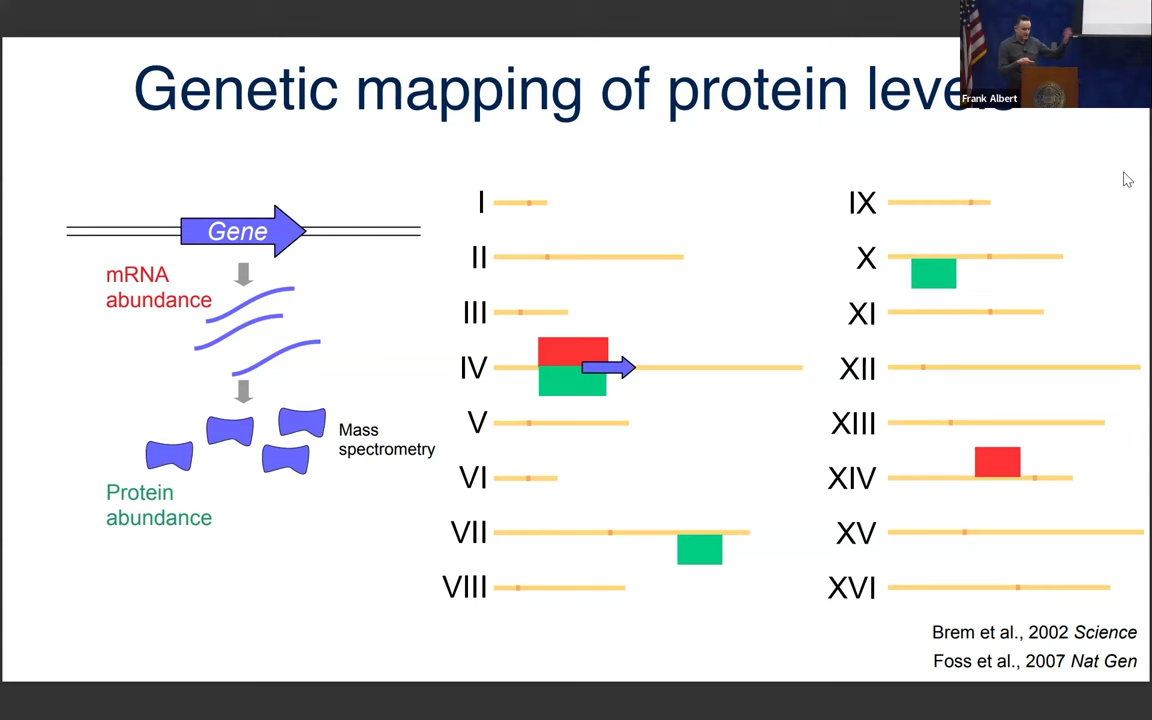 Genetic mapping of protein leve
Frank Albert
Gene
mRNA
abundance
Mass
spectrometry
Protein
abundance
I
II
III
IV
V
VI
VII
VIII
IX
X
XI
XII
XIII
XIV
XV
XVI
Brem et al., 2002 Science
Foss et al., 2007 Nat Gen